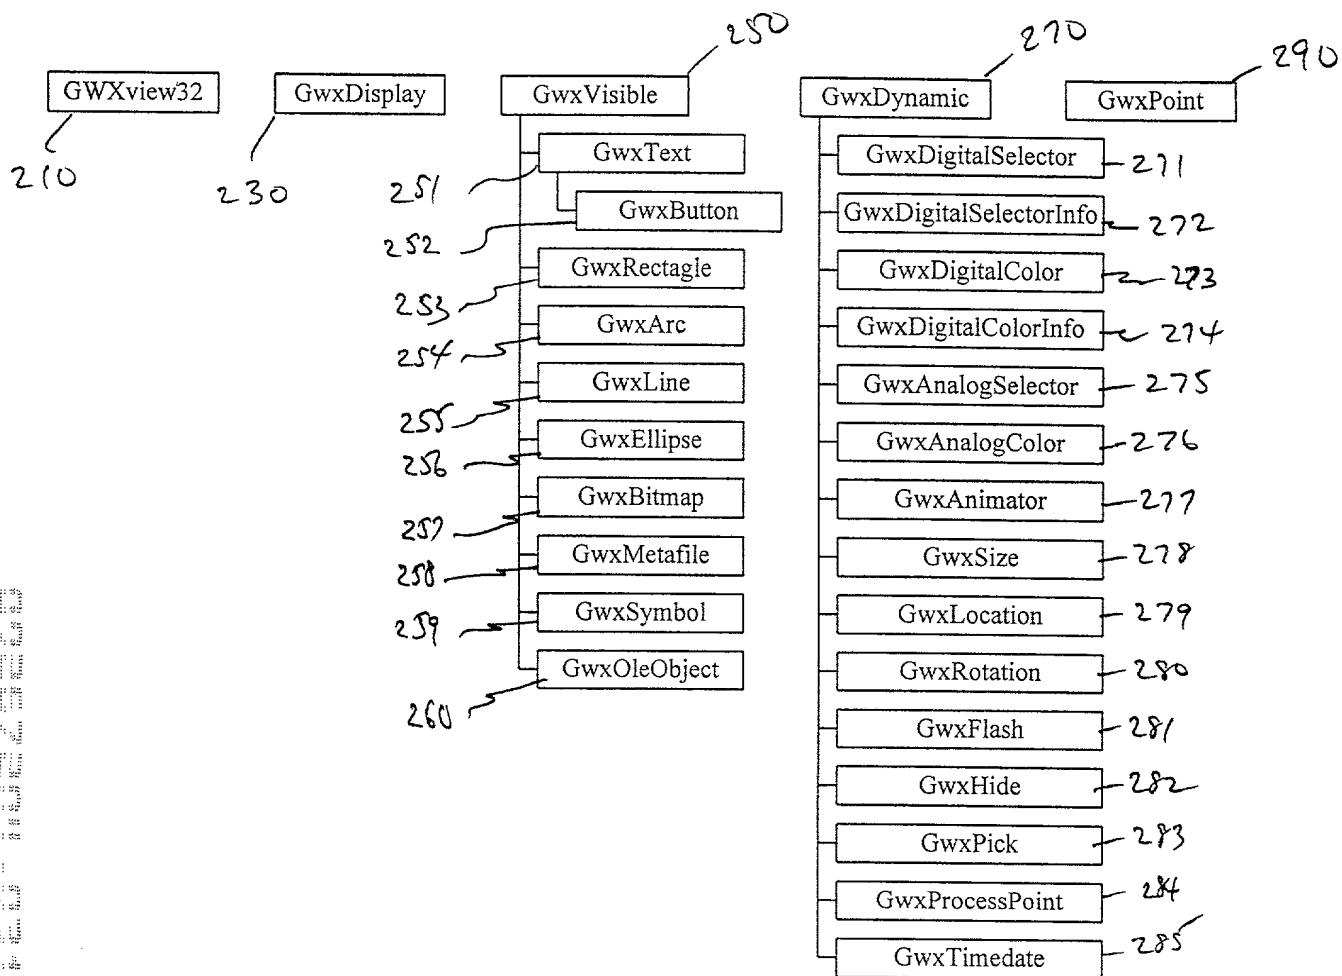 250
270
290
GWXview32
GwxDisplay
GwxVisible
GwxDynamic
GwxPoint
210
230
GwxText
251
GwxButton
252
GwxRectagle
253
GwxArc
254
GwxLine
255
GwxEllipse
256
GwxBitmap
257
GwxMetafile
258
GwxSymbol
259
GwxOleObject
260
GwxDigitalSelector
271
GwxDigitalSelectorInfo
272
GwxDigitalColor
273
GwxDigitalColorInfo
274
GwxAnalogSelector
275
GwxAnalogColor
276
GwxAnimator
277
GwxSize
278
GwxLocation
279
GwxRotation
280
GwxFlash
281
GwxHide
282
GwxPick
283
GwxProcessPoint
284
GwxTimedate
285